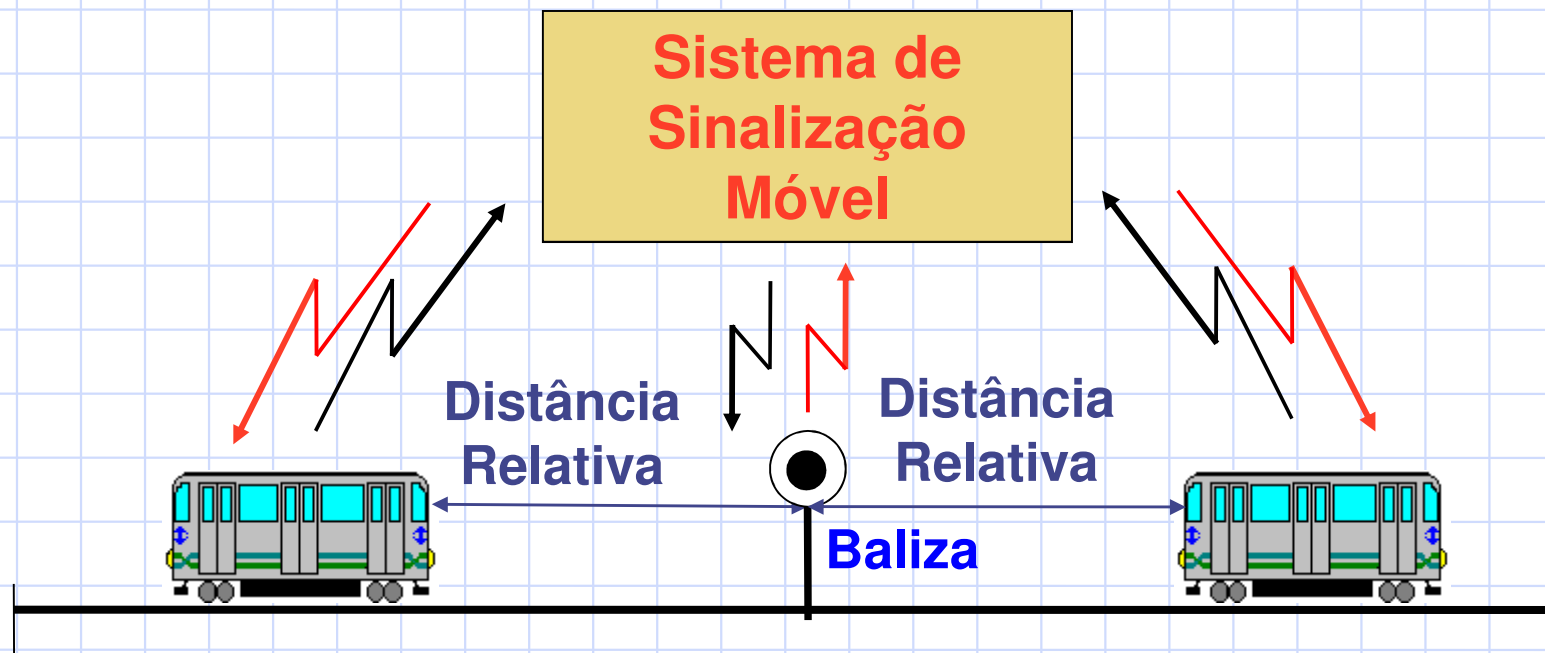 Sistema de
Sinalização
Móvel
Distância
Relativa
Distância
Relativa
Baliza